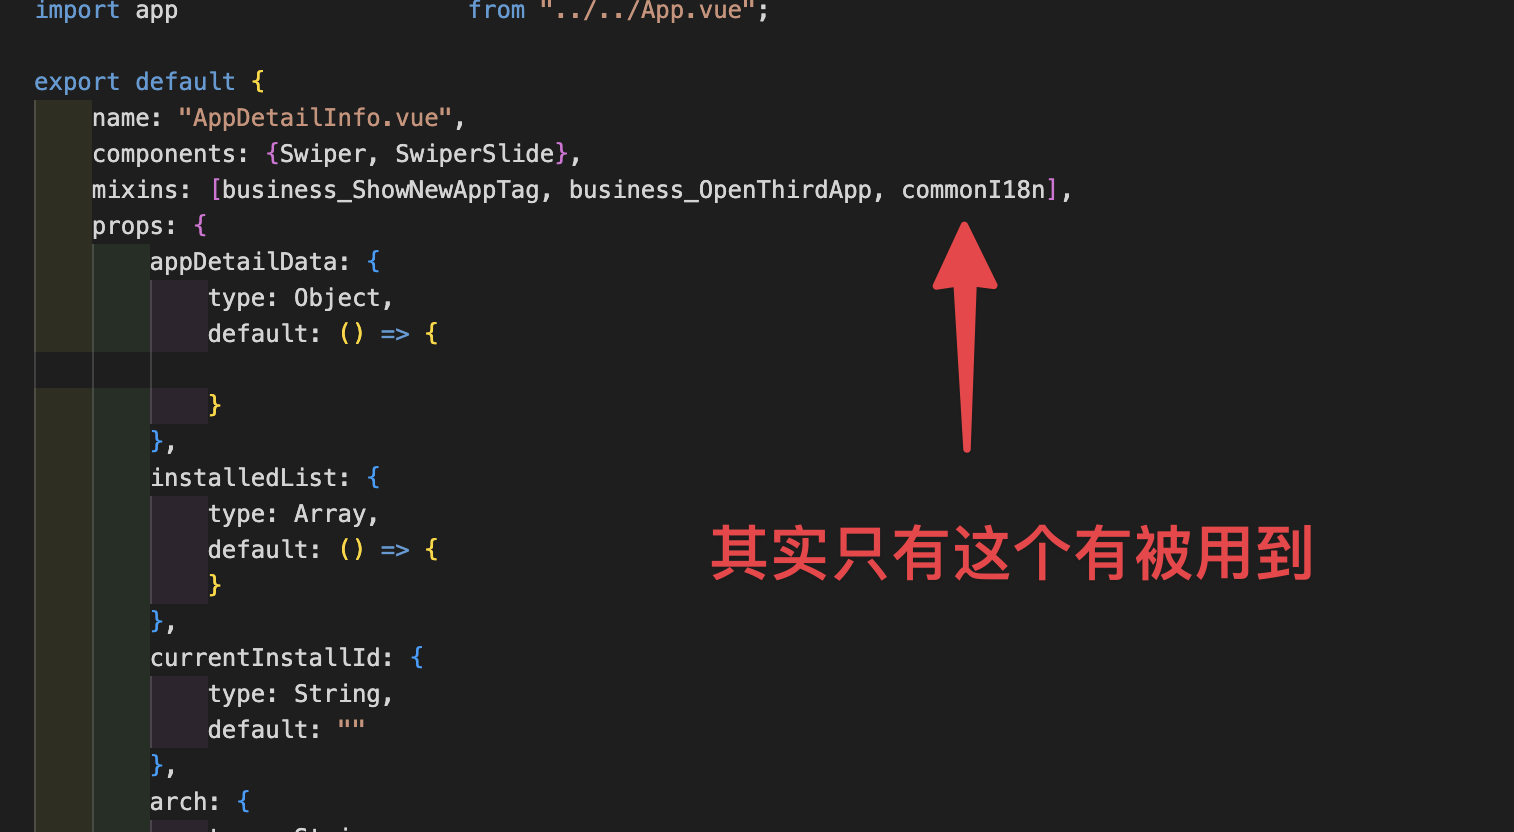 import app from "../../App.vue";
export default {
name: "AppDetailInfo.vue",
components: {Swiper, SwiperSlide},
mixins: [business_ShowNewAppTag, business_OpenThirdApp, commonI18n],
props: {
appDetailData: {
type: Object,
default: () => {
}
},
installedList: {
type: Array,
default: () => {
其实只有这个有被用到
}
},
currentInstallId: {
type: String,
default: ""
},
arch: {